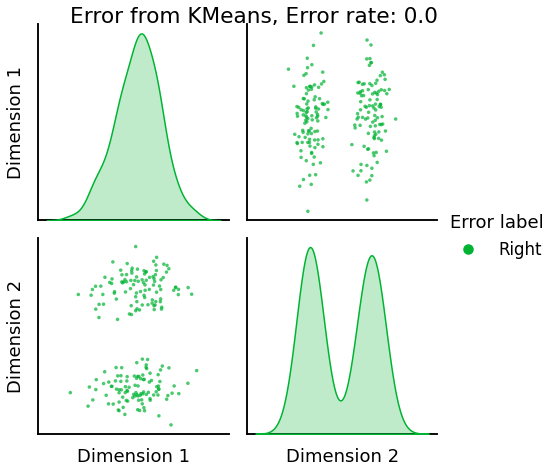 Error from KMeans, Error rate: 0.0
Dimension 1
Error label
Right
Dimension 2
Dimension 1
Dimension 2